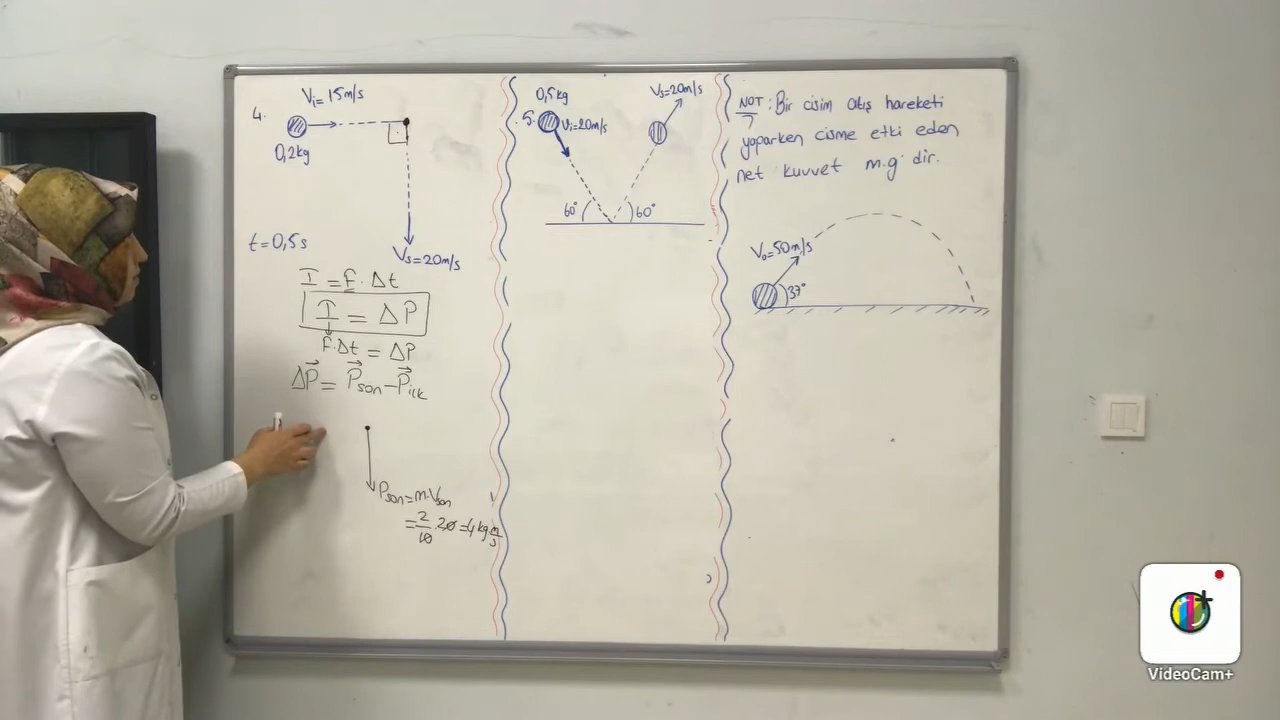 4.
Vi = 15 m/s
0,2kg
t = 0,5 s
Vs = 20m/s
I = F . Δt
I = ΔP
F.Δt = ΔP
ΔP = Pson - Pilk
Pson = m.Vson
= 2/10 . 20 = 4 kg m/s
5.
0,5kg
Vi = 20m/s
Vs = 20m/s
60° 60°
NOT : Bir cisim atış hareketi
yaparken cisme etki eden
net kuvvet m.g dir.
Vo = 50m/s
37°
VideoCam+